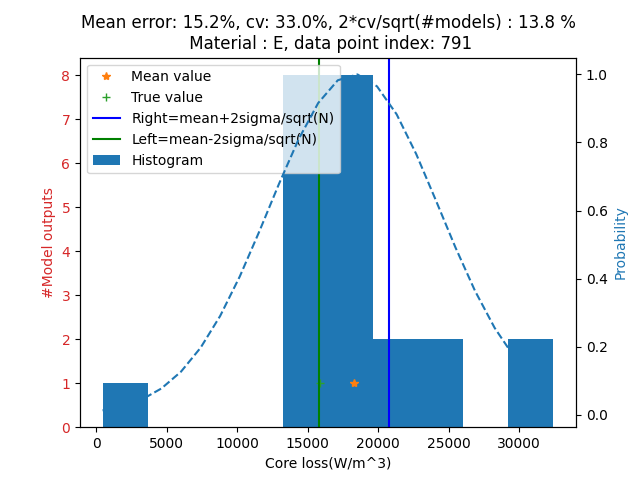 Mean error: 15.2%, cv: 33.0%, 2*cv/sqrt(#models) : 13.8 %
Material : E, data point index: 791
Mean value
True value
Right=mean+2sigma/sqrt(N)
Left=mean-2sigma/sqrt(N)
Histogram
#Model outputs
8
7
6
5
4
3
2
1
0
1.0
0.8
0.6
0.4
0.2
0.0
Probability
0 5000 10000 15000 20000 25000 30000
Core loss(W/m^3)